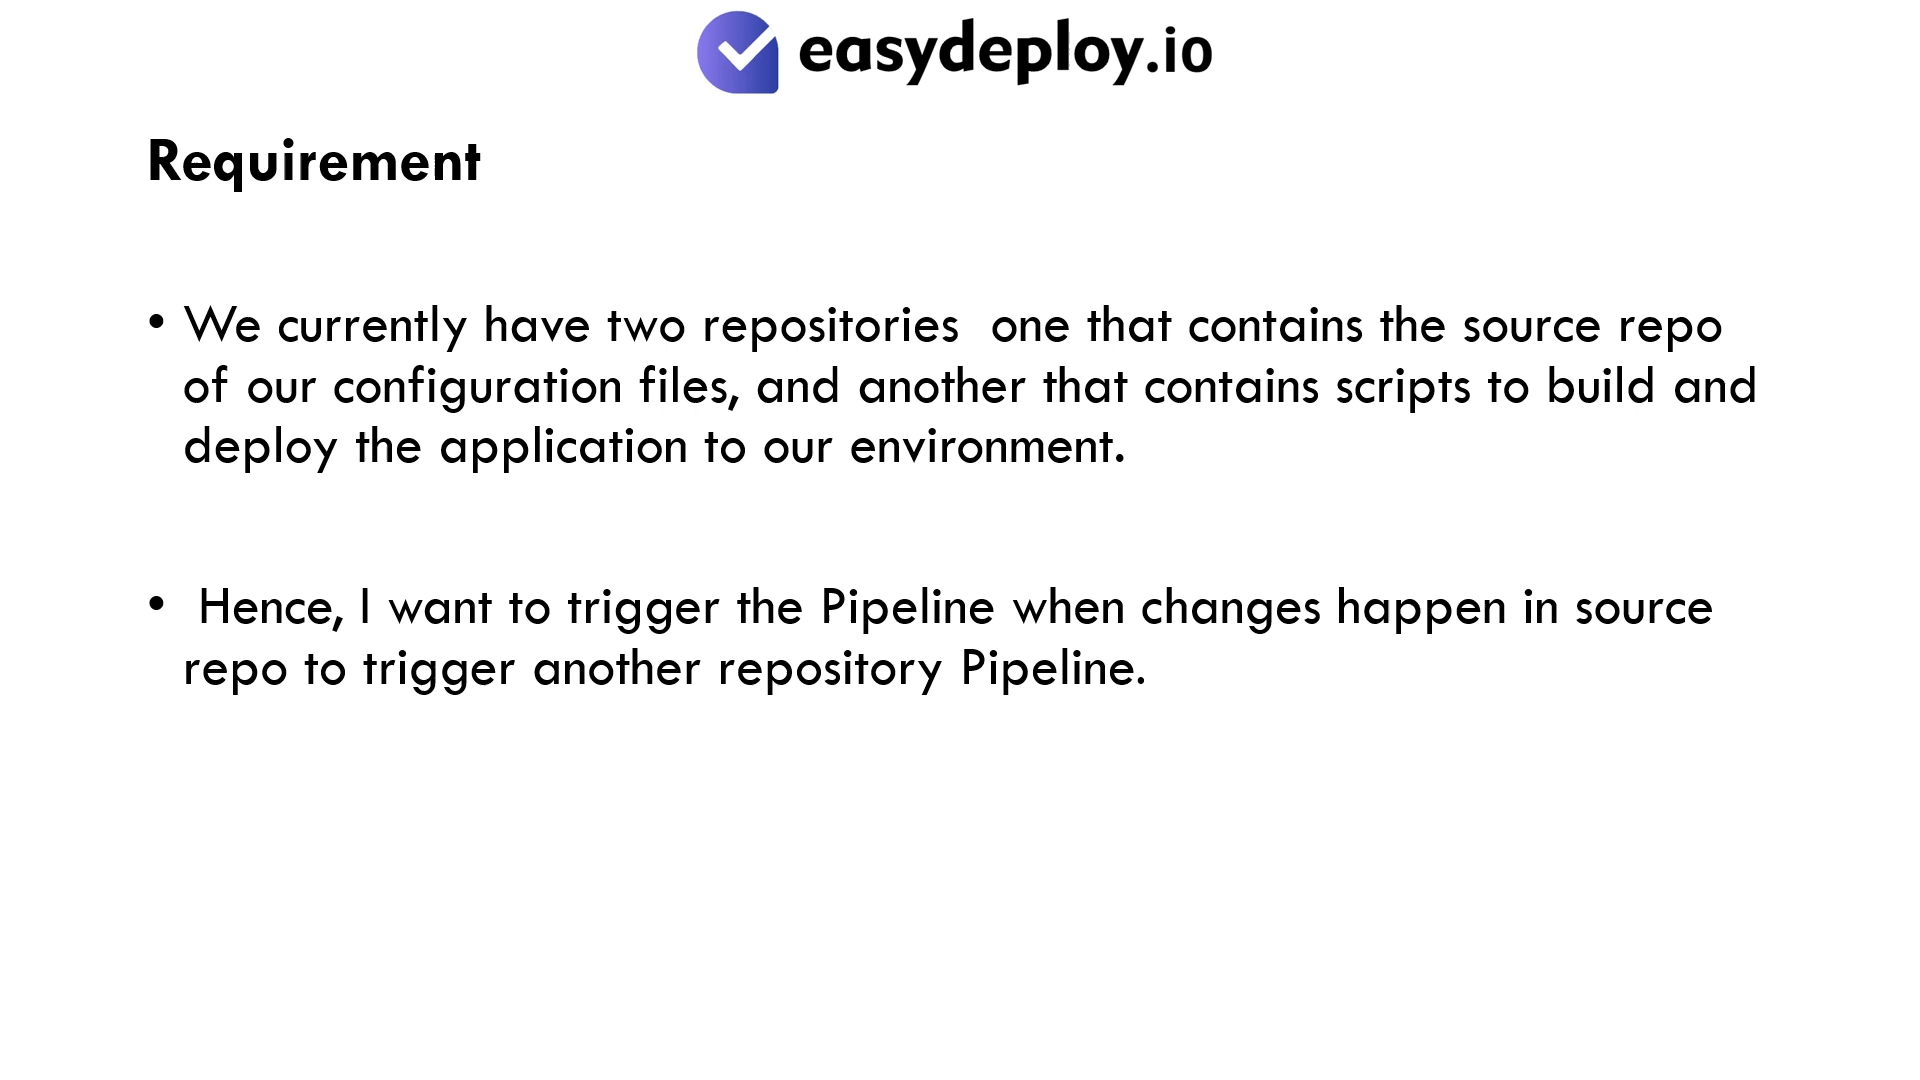 easydeploy.io
Requirement
• We currently have two repositories  one that contains the source repo
of our configuration files, and another that contains scripts to build and
deploy the application to our environment.
•  Hence, I want to trigger the Pipeline when changes happen in source
repo to trigger another repository Pipeline.